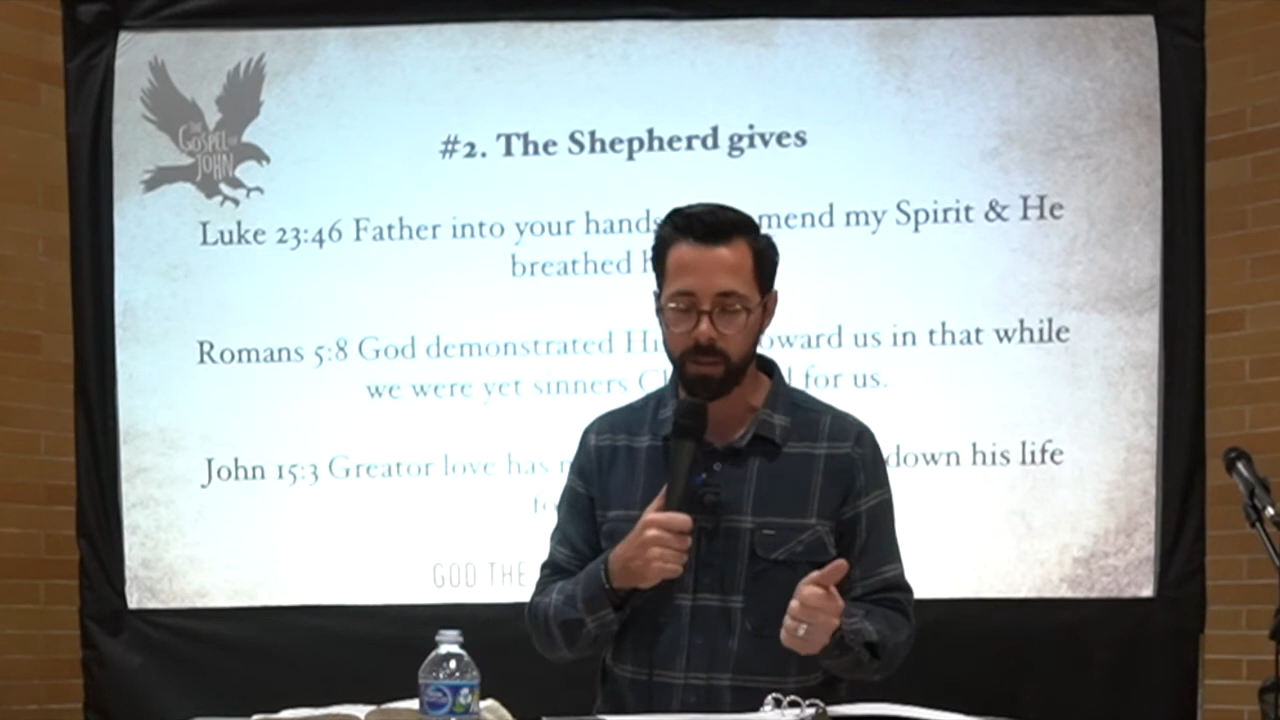 THE
GOSPEL OF
JOHN
#2. The Shepherd gives
Luke 23:46 Father into your hands mend my Spirit & He
breathed
Romans 5:8 God demonstrated oward us in that while
we were yet sinners for us.
John 15:3 Greator love has down his life
GOD THE